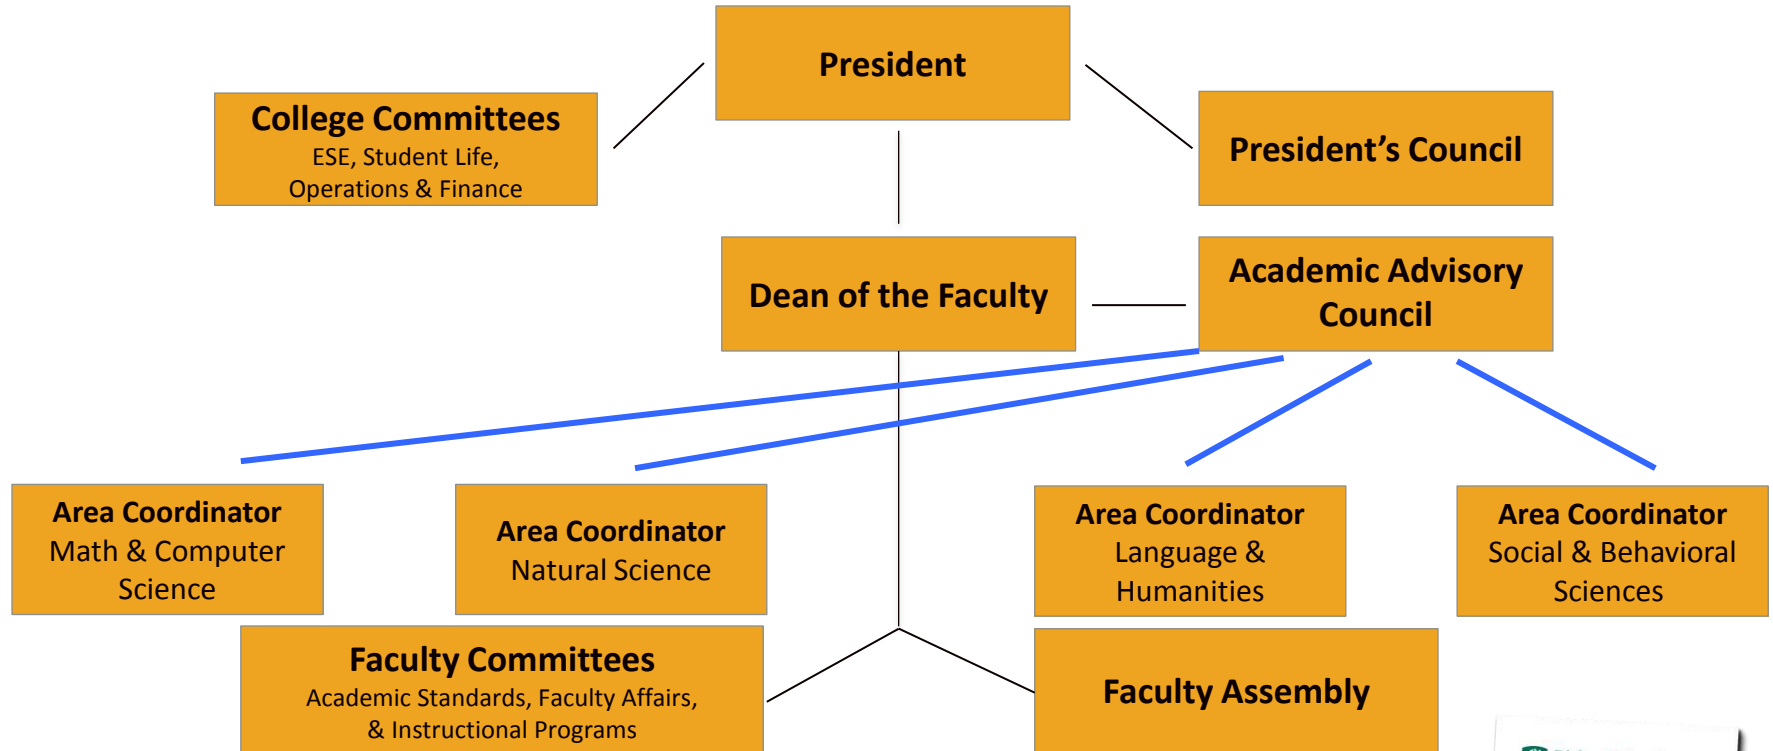 President
College Committees
ESE, Student Life,
Operations & Finance
President’s Council
Dean of the Faculty
Academic Advisory
Council
Area Coordinator
Math & Computer
Science
Area Coordinator
Natural Science
Area Coordinator
Language &
Humanities
Area Coordinator
Social & Behavioral
Sciences
Faculty Committees
Academic Standards, Faculty Affairs,
& Instructional Programs
Faculty Assembly